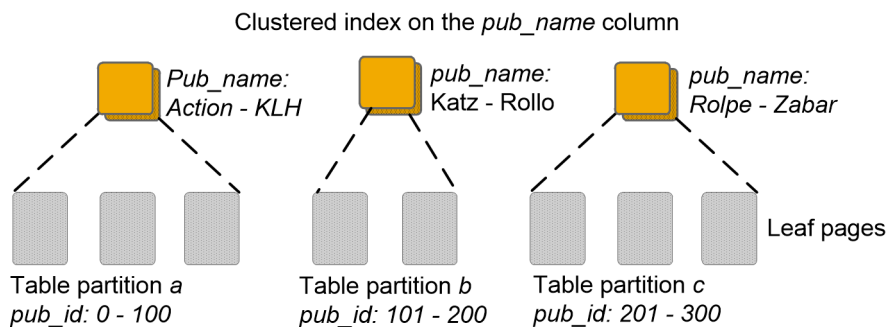 Clustered index on the pub_name column
Pub_name:
Action - KLH
pub_name:
Katz - Rollo
pub_name:
Rolpe - Zabar
Leaf pages
Table partition a
pub_id: 0 - 100
Table partition b
pub_id: 101 - 200
Table partition c
pub_id: 201 - 300